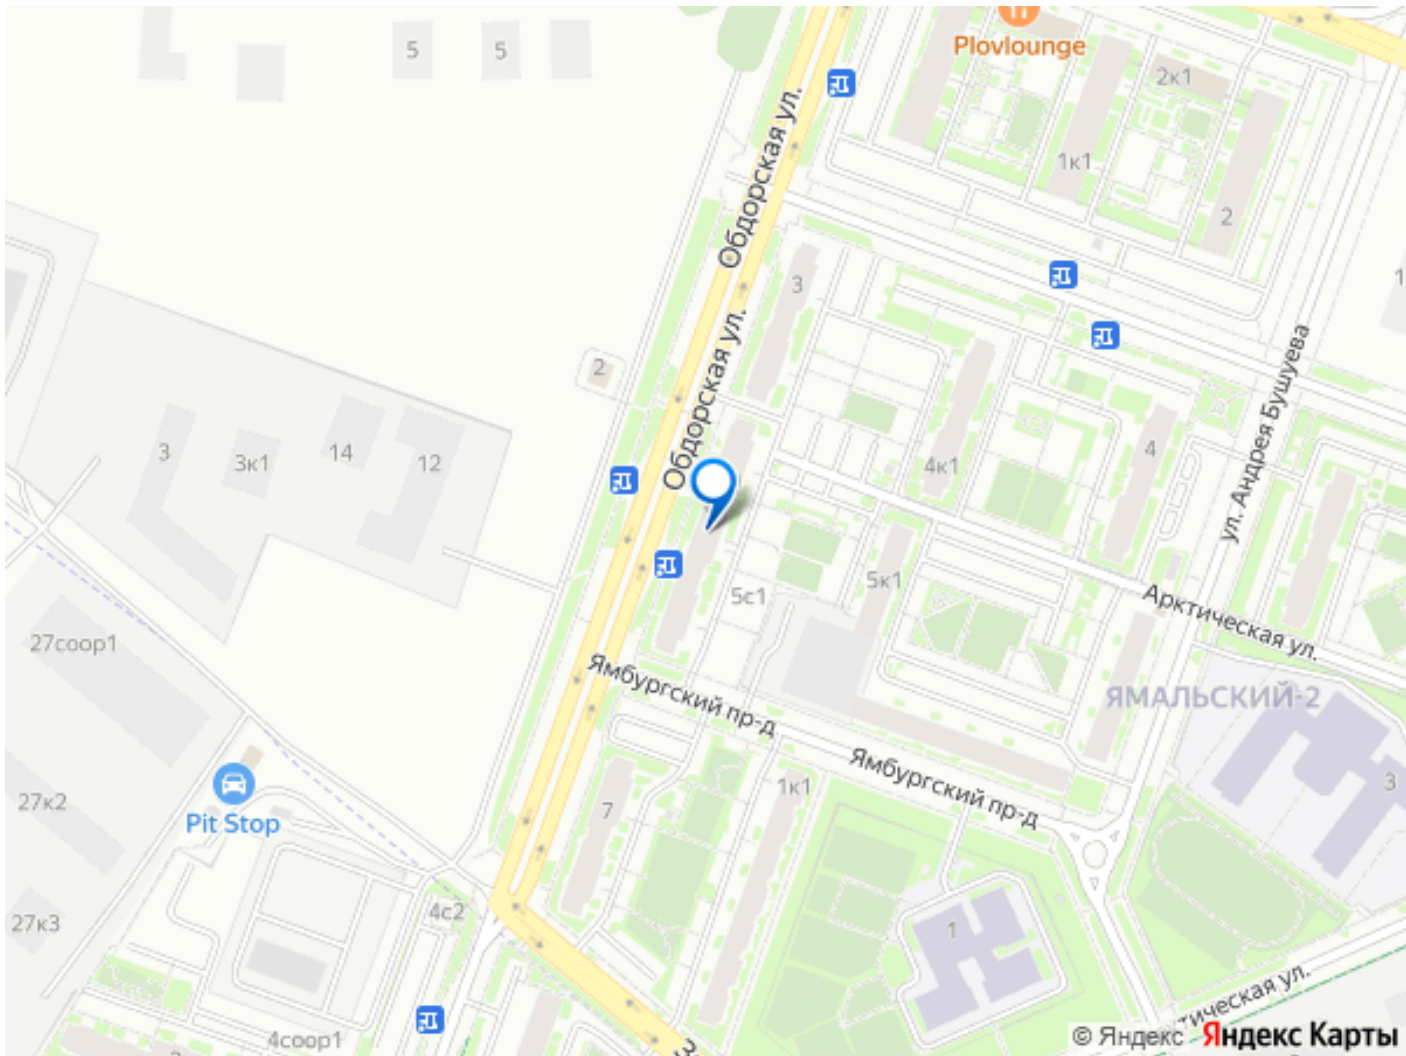 Plovlounge
5
5
2к1
Обдорская ул.
1к1
2
3
Обдорская ул.
2
ул. Андрея Бушуева
3
3к1
14
12
4к1
4
5к1
5с1
Арктическая ул.
27соор1
Ямбургский пр-д
ЯМАЛЬСКИЙ-2
Ямбургский пр-д
27к2
Pit Stop
7
1к1
3
27к3
4с2
1
тическая ул.
4соор1
© Яндекс Яндекс Карты